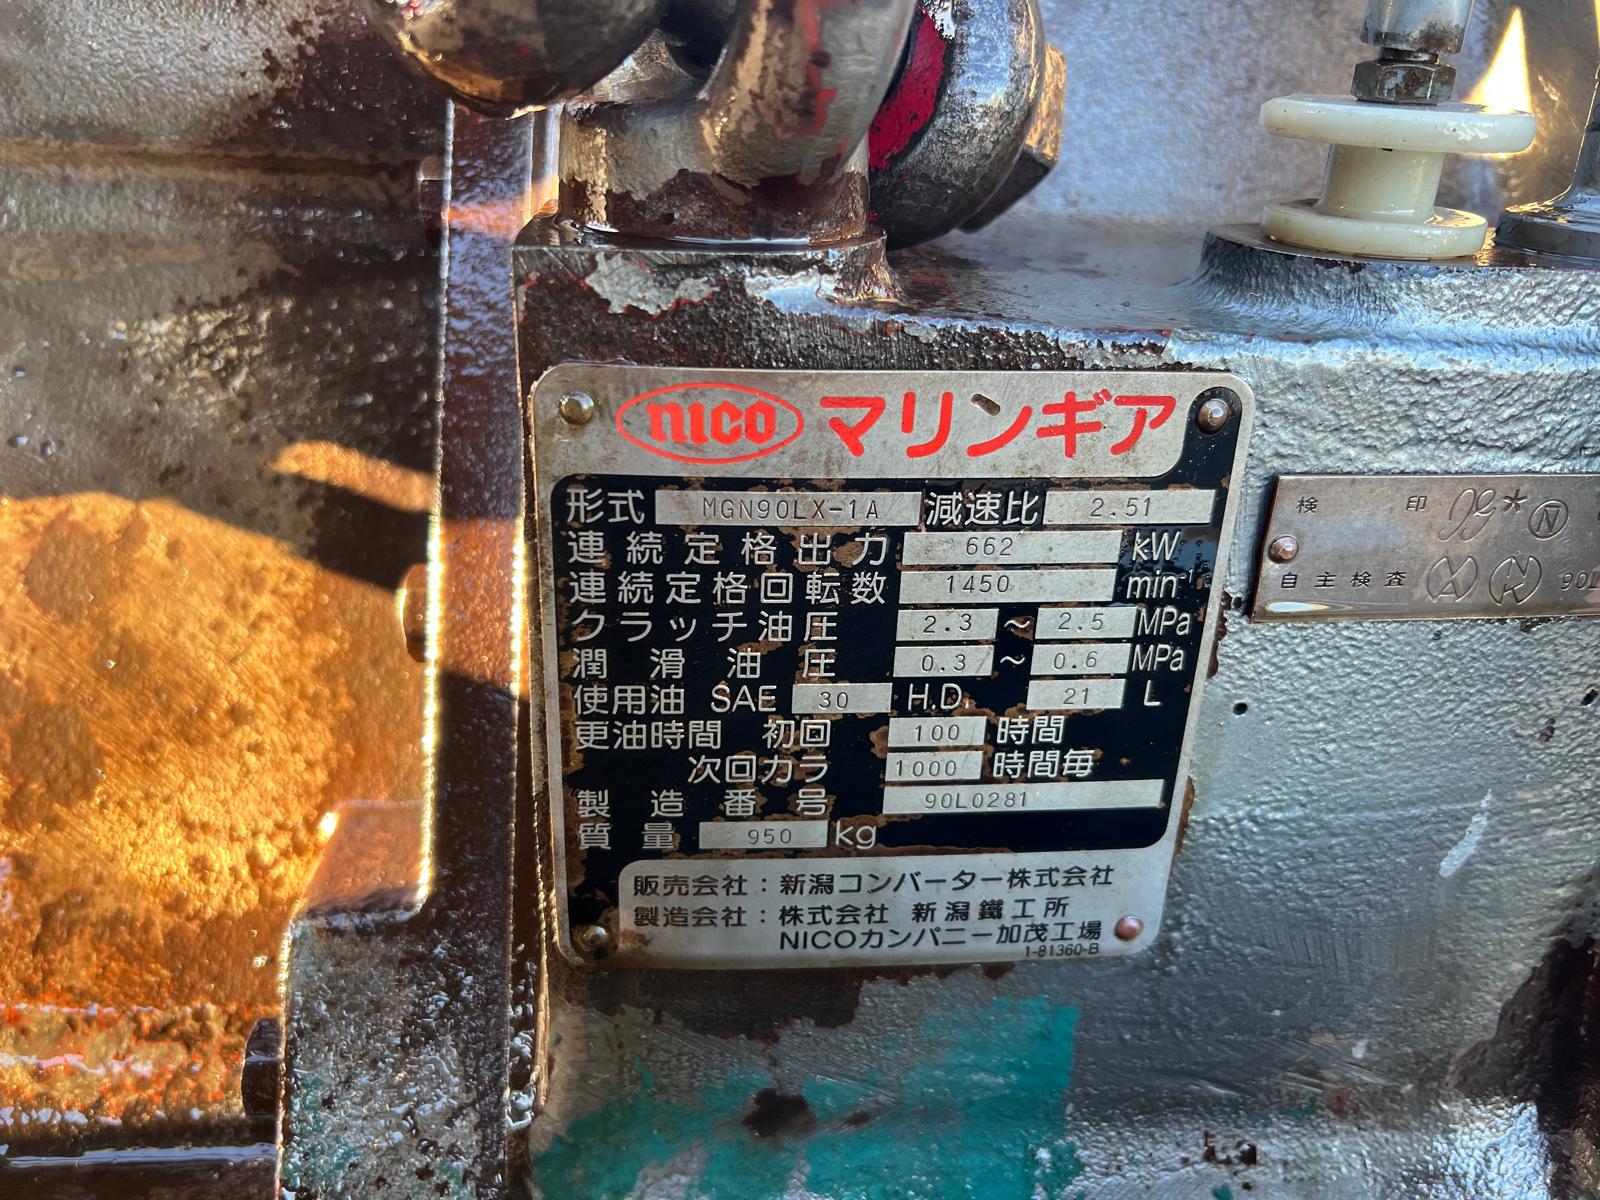 nico マリンギア
形式 MGN90LX-1A 減速比 2.51
連続定格出力 662 kW
連続定格回転数 1450 min⁻¹
クラッチ油圧 2.3 ~ 2.5 MPa
潤滑油圧 0.3 ~ 0.6 MPa
使用油 SAE 30 H.D. 21 L
更油時間 初回 100 時間
次回カラ 1000 時間毎
製造番号 90L0281
質量 950 kg
販売会社：新潟コンバーター株式会社
製造会社：株式会社 新潟鐵工所
NICOカンパニー加茂工場
1-81360-B
検印 N
自主検査 90L